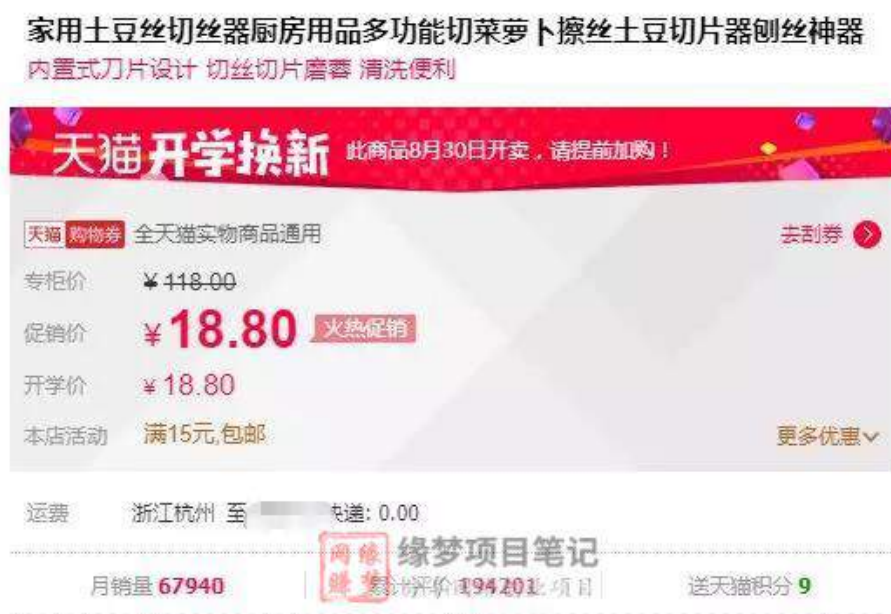 家用土豆丝切丝器厨房用品多功能切菜萝卜擦丝土豆切片器刨丝神器
内置式刀片设计 切丝切片磨蓉 清洗便利
天猫开学换新 此商品8月30日开卖，请提前加购！
天猫 购物券 全天猫实物商品通用 去刮券
专柜价 ¥118.00
促销价 ¥18.80 火热促销
开学价 ¥18.80
本店活动 满15元,包邮 更多优惠
运费 浙江杭州 至 快递: 0.00
缘梦项目笔记
月销量 67940 累计评价 194201 送天猫积分 9